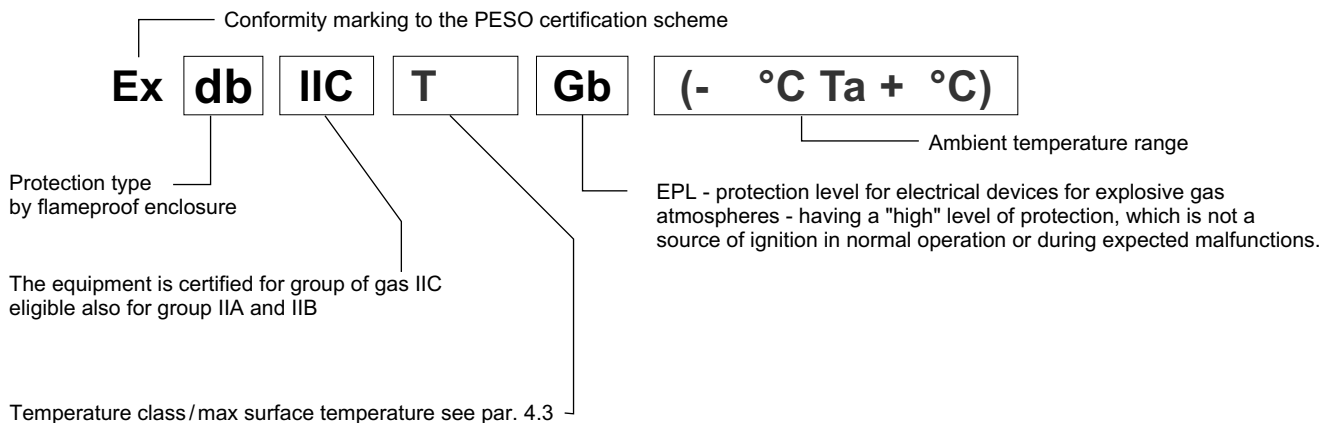 Conformity marking to the PESO certification scheme
Ex db IIC T Gb (- °C Ta + °C)
Ambient temperature range
Protection type
by flameproof enclosure
EPL - protection level for electrical devices for explosive gas
atmospheres - having a "high" level of protection, which is not a
source of ignition in normal operation or during expected malfunctions.
The equipment is certified for group of gas IIC
eligible also for group IIA and IIB
Temperature class/max surface temperature see par. 4.3